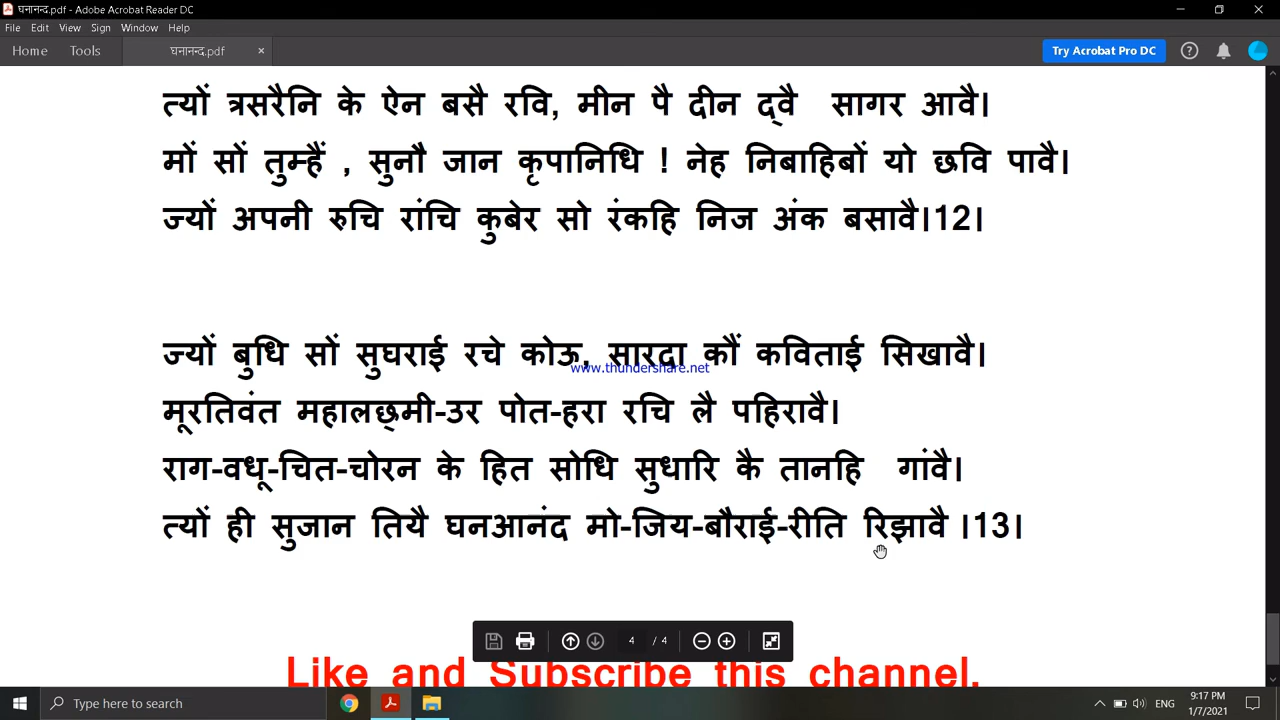 घनानन्द.pdf - Adobe Acrobat Reader DC
File Edit View Sign Window Help
Home Tools घनानन्द.pdf × Try Acrobat Pro DC
त्यों त्रसरैनि के ऐन बसै रवि, मीन पै दीन द्वै सागर आवै।
मों सों तुम्हैं , सुनौ जान कृपानिधि ! नेह निबाहिबों यो छवि पावै।
ज्यों अपनी रुचि रांचि कुबेर सो रंकहि निज अंक बसावै।12।
ज्यों बुधि सों सुघराई रचे कोऊ, सारदा कौं कविताई सिखावै।
www.thundershare.net
मूरतिवंत महालछ्मी-उर पोत-हरा रचि लै पहिरावै।
राग-वधू-चित-चोरन के हित सोधि सुधारि कै तानहि गांवै।
त्यों ही सुजान तियै घनआनंद मो-जिय-बौराई-रीति रिझावै ।13।
4 / 4
Like and Subscribe this channel.
Type here to search
ENG
9:17 PM
1/7/2021